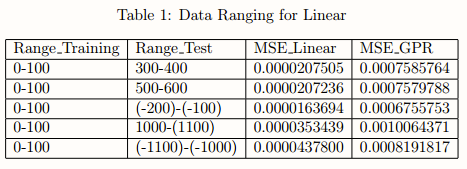 Table 1: Data Ranging for Linear
Range_Training Range_Test MSE_Linear MSE_GPR
0-100 300-400 0.0000207505 0.0007585764
0-100 500-600 0.0000207236 0.0007579788
0-100 (-200)-(-100) 0.0000163694 0.0006755753
0-100 1000-(1100) 0.0000353439 0.0010064371
0-100 (-1100)-(-1000) 0.0000437800 0.0008191817